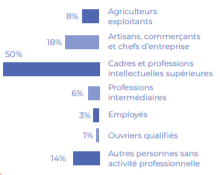 8% Agriculteurs
exploitants
18% Artisans, commerçants
et chefs d'entreprise
50% Cadres et professions
intellectuelles supérieures
6% Professions
intermédiaires
3% Employés
1% Ouvriers qualifiés
14% Autres personnes sans
activité professionnelle